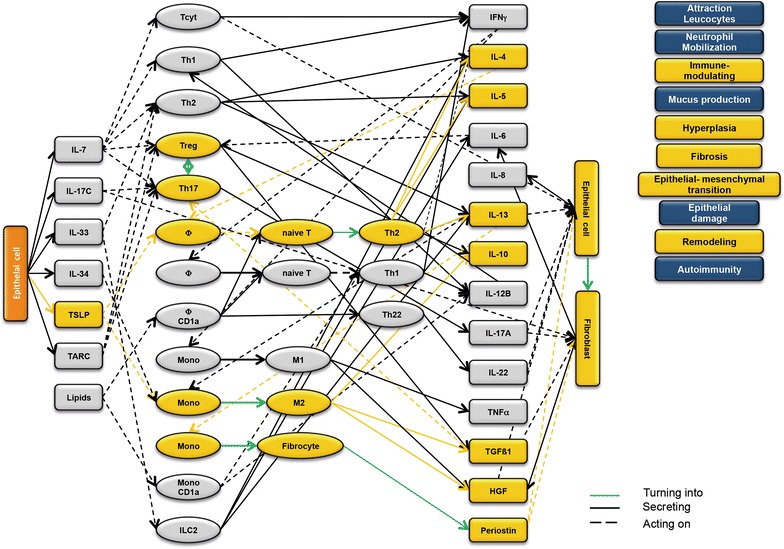 Epithelal cell
IL-7
IL-17C
IL-33
IL-34
TSLP
TARC
Lipids
Tcyt
Th1
Th2
Treg
Th17
Φ
Φ
Φ
CD1a
Mono
Mono
Mono
Mono
CD1a
ILC2
naive T
naive T
M1
M2
Fibrocyte
Th2
Th1
Th22
IFNγ
IL-4
IL-5
IL-6
IL-8
IL-13
IL-10
IL-12B
IL-17A
IL-22
TNFα
TGFß1
HGF
Periostin
Epithelial cell
Fibroblast
Attraction
Leucocytes
Neutrophil
Mobilization
Immune-
modulating
Mucus production
Hyperplasia
Fibrosis
Epithelial- mesenchymal
transition
Epithelial
damage
Remodeling
Autoimmunity
Turning into
Secreting
Acting on